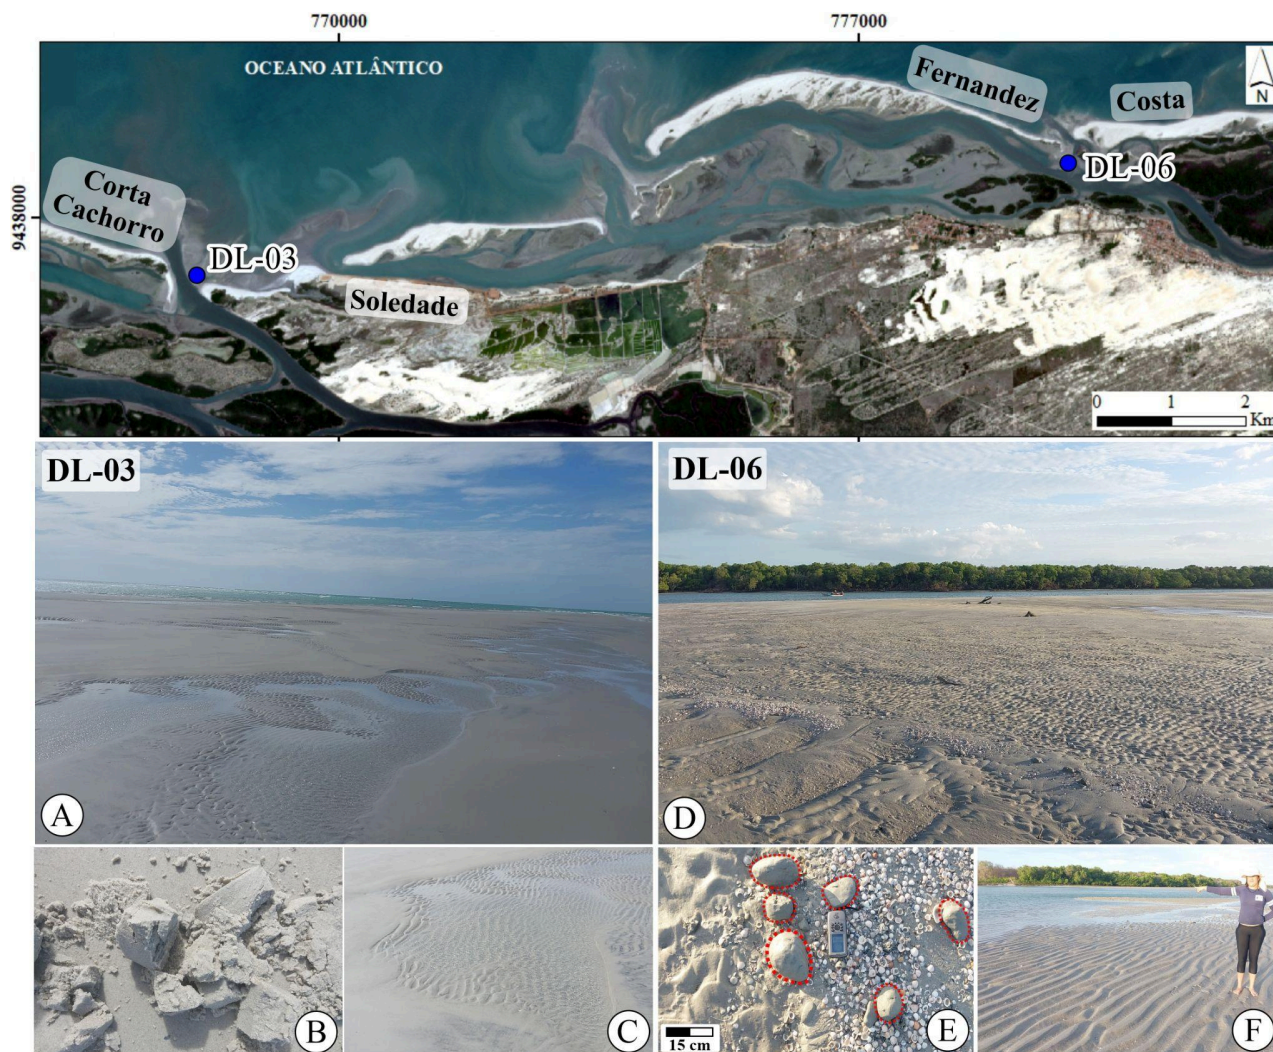 770000
777000
OCEANO ATLÂNTICO
Fernandez
Costa
N
DL-06
Corta
Cachorro
9438000
DL-03
Soledade
0 1 2
Km
DL-03
DL-06
A
D
B
C
E
15 cm
F